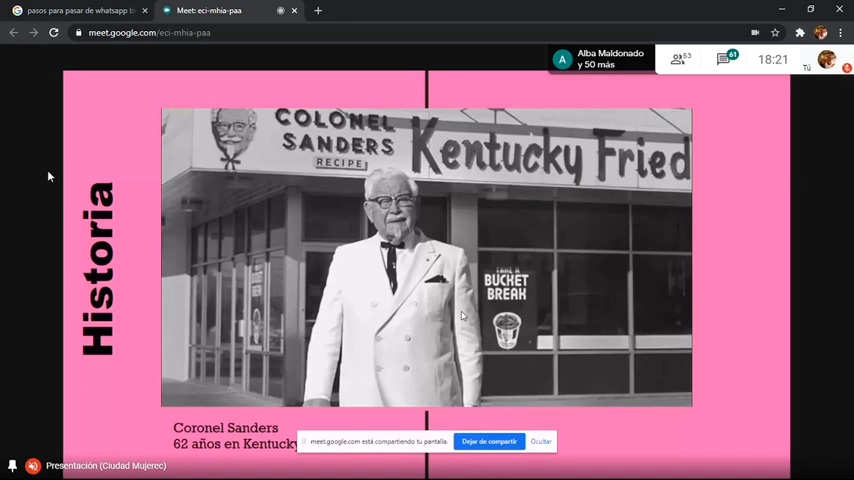 pasos para pasar de whatsapp bu
Meet: eci-mhia-paa
meet.google.com/eci-mhia-paa
Alba Maldonado
y 50 más
A
53
61
18:21
Tú
COLONEL
SANDERS
RECIPE
Kentucky Fried
TAKE A
BUCKET
BREAK
Historia
Coronel Sanders
62 años en Kentucky
meet.google.com está compartiendo tu pantalla.
Dejar de compartir
Ocultar
Presentación (Ciudad Mujerec)